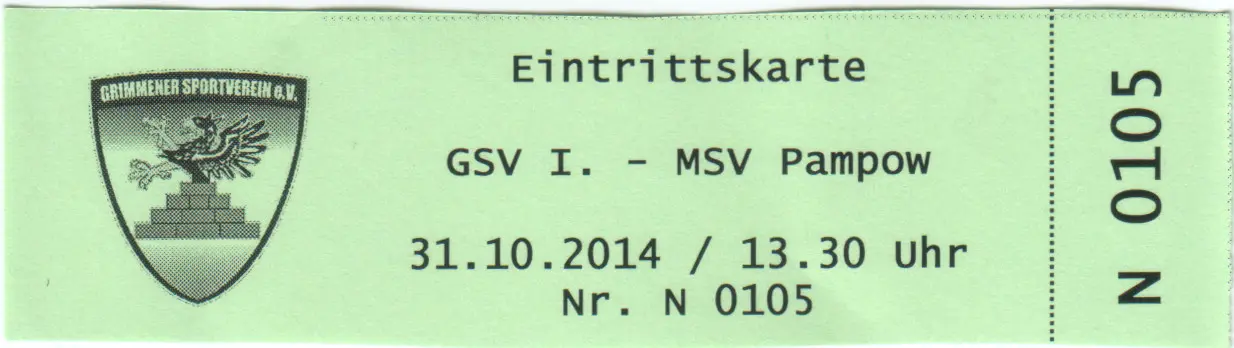 GRIMMENER SPORTVEREIN e.V.
Eintrittskarte
GSV I. - MSV Pampow
31.10.2014 / 13.30 Uhr
Nr. N 0105
N 0105